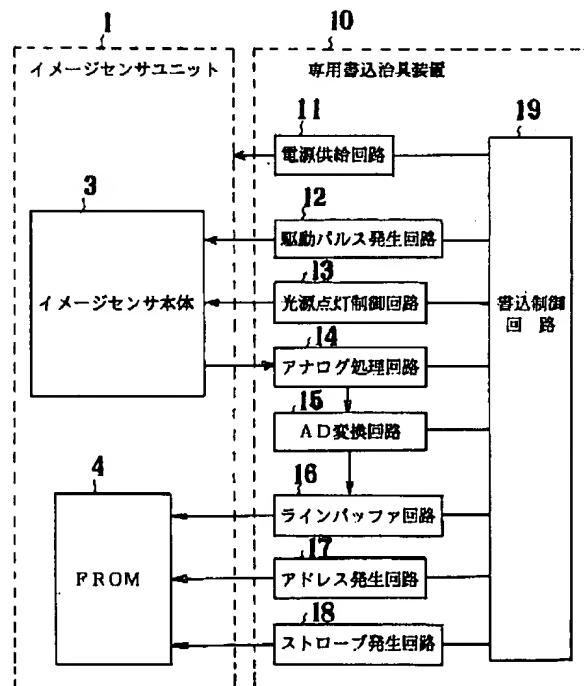 1
イメージセンサユニット
10
専用書込治具装置
11
電源供給回路
19
書込制御
回 路
3
イメージセンサ本体
12
駆動パルス発生回路
13
光源点灯制御回路
14
アナログ処理回路
15
AD変換回路
4
FROM
16
ラインバッファ回路
17
アドレス発生回路
18
ストローブ発生回路